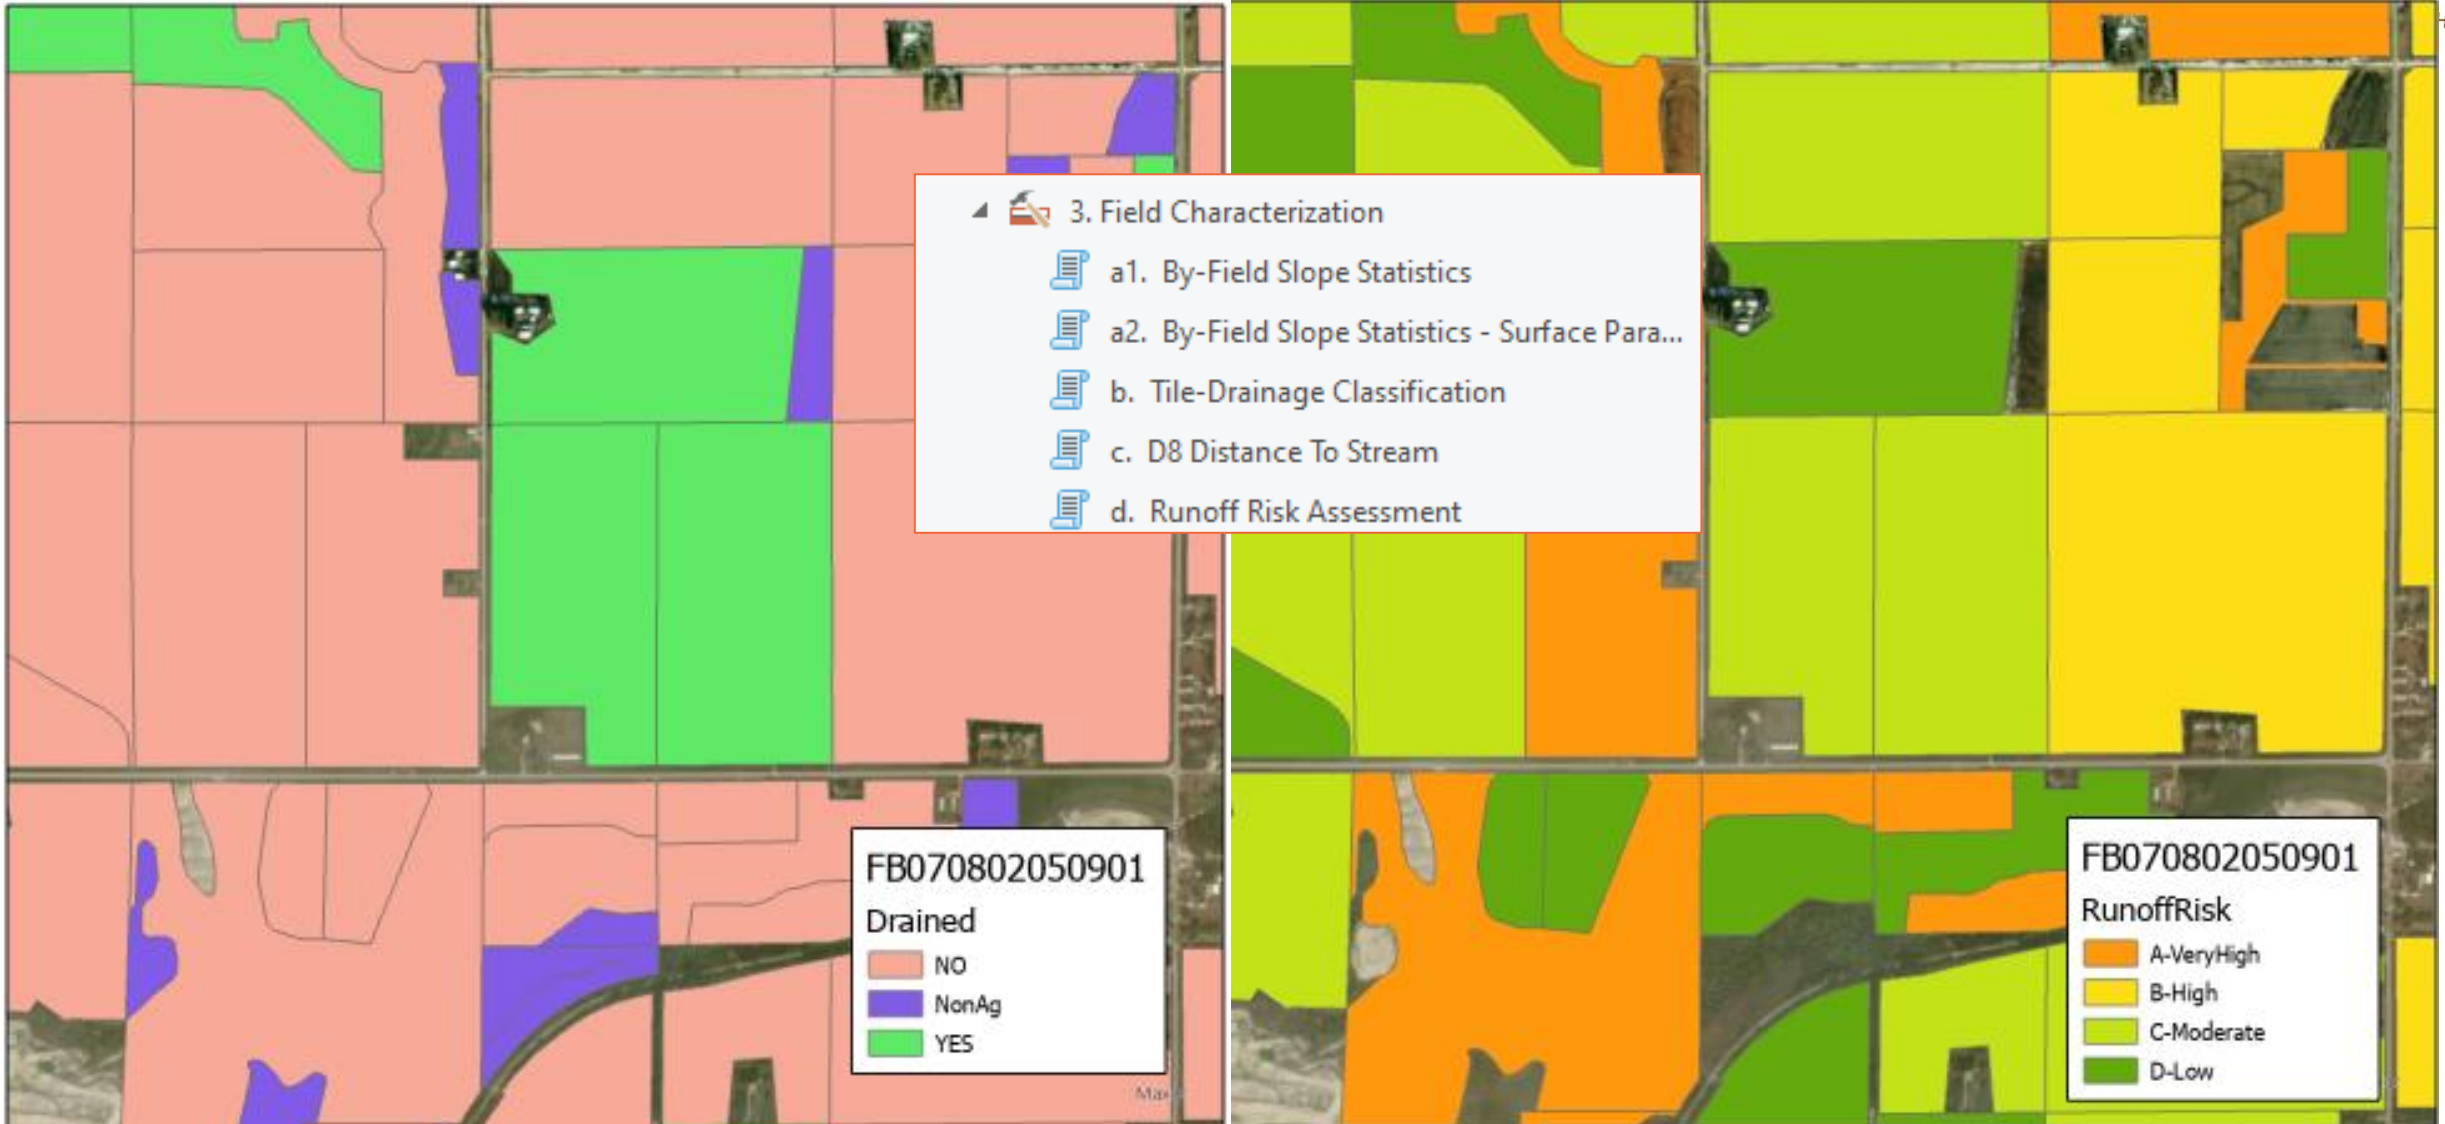 3. Field Characterization
a1. By-Field Slope Statistics
a2. By-Field Slope Statistics - Surface Para...
b. Tile-Drainage Classification
c. D8 Distance To Stream
d. Runoff Risk Assessment
FB070802050901
Drained
NO
NonAg
YES
Max
FB070802050901
RunoffRisk
A-VeryHigh
B-High
C-Moderate
D-Low